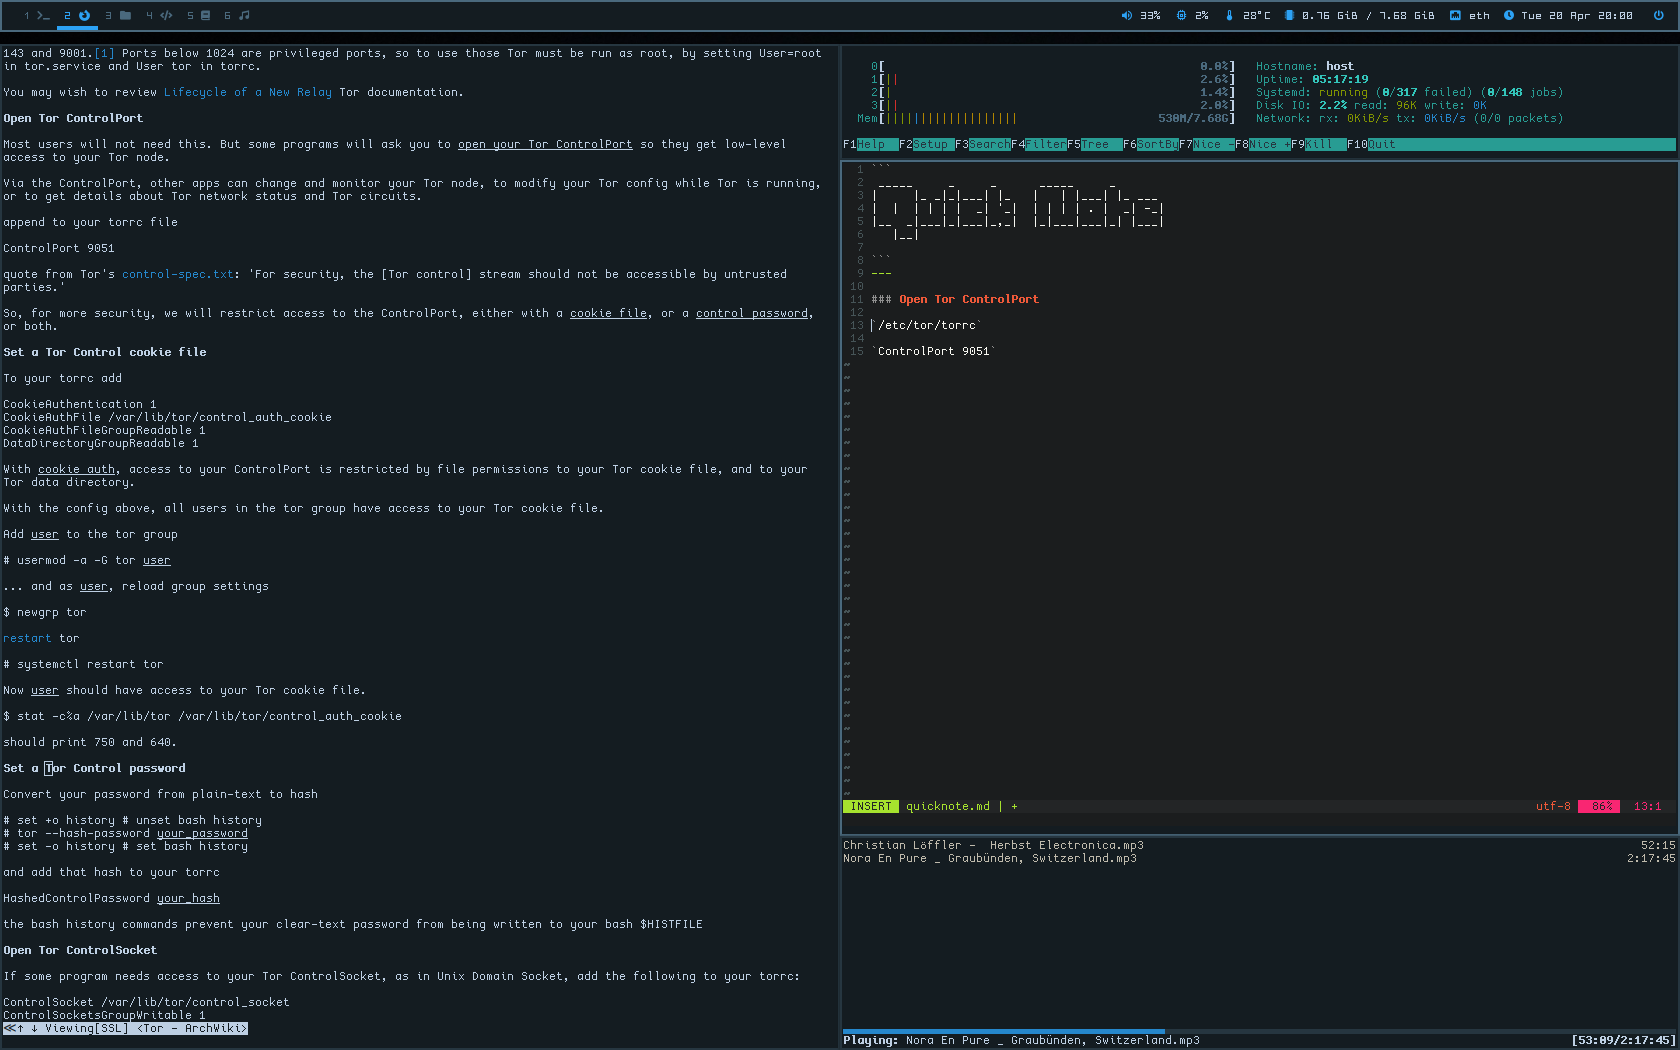 1 >_ 2 3 4 </> 5 6
33% 2% 28°C 0.76 GiB / 7.68 GiB eth Tue 20 Apr 20:00
143 and 9001.[1] Ports below 1024 are privileged ports, so to use those Tor must be run as root, by setting User=root
in tor.service and User tor in torrc.
You may wish to review Lifecycle of a New Relay Tor documentation.
Open Tor ControlPort
Most users will not need this. But some programs will ask you to open your Tor ControlPort so they get low-level
access to your Tor node.
Via the ControlPort, other apps can change and monitor your Tor node, to modify your Tor config while Tor is running,
or to get details about Tor network status and Tor circuits.
append to your torrc file
ControlPort 9051
quote from Tor's control-spec.txt: 'For security, the [Tor control] stream should not be accessible by untrusted
parties.'
So, for more security, we will restrict access to the ControlPort, either with a cookie file, or a control password,
or both.
Set a Tor Control cookie file
To your torrc add
CookieAuthentication 1
CookieAuthFile /var/lib/tor/control_auth_cookie
CookieAuthFileGroupReadable 1
DataDirectoryGroupReadable 1
With cookie auth, access to your ControlPort is restricted by file permissions to your Tor cookie file, and to your
Tor data directory.
With the config above, all users in the tor group have access to your Tor cookie file.
Add user to the tor group
# usermod -a -G tor user
... and as user, reload group settings
$ newgrp tor
restart tor
# systemctl restart tor
Now user should have access to your Tor cookie file.
$ stat -c%a /var/lib/tor /var/lib/tor/control_auth_cookie
should print 750 and 640.
Set a Tor Control password
Convert your password from plain-text to hash
# set +o history # unset bash history
# tor --hash-password your_password
# set -o history # set bash history
and add that hash to your torrc
HashedControlPassword your_hash
the bash history commands prevent your clear-text password from being written to your bash $HISTFILE
Open Tor ControlSocket
If some program needs access to your Tor ControlSocket, as in Unix Domain Socket, add the following to your torrc:
ControlSocket /var/lib/tor/control_socket
ControlSocketsGroupWritable 1
≪↑ ↓ Viewing[SSL] <Tor - ArchWiki>
0[ 0.0%] Hostname: host
1[|| 2.6%] Uptime: 05:17:19
2[| 1.4%] Systemd: running (0/317 failed) (0/148 jobs)
3[|| 2.0%] Disk IO: 2.2% read: 96K write: 0K
Mem[||||||||||||||||||| 530M/7.68G] Network: rx: 0KiB/s tx: 0KiB/s (0/0 packets)
F1Help F2Setup F3SearchF4FilterF5Tree F6SortByF7Nice -F8Nice +F9Kill F10Quit
1 ```
2
3
4
5
6
7
8 ```
9 ---
10
11 ### Open Tor ControlPort
12
13 `/etc/tor/torrc`
14
15 `ControlPort 9051`
INSERT quicknote.md | + utf-8 86% 13:1
Christian Löffler - Herbst Electronica.mp3 52:15
Nora En Pure _ Graubünden, Switzerland.mp3 2:17:45
Playing: Nora En Pure _ Graubünden, Switzerland.mp3 [53:09/2:17:45]